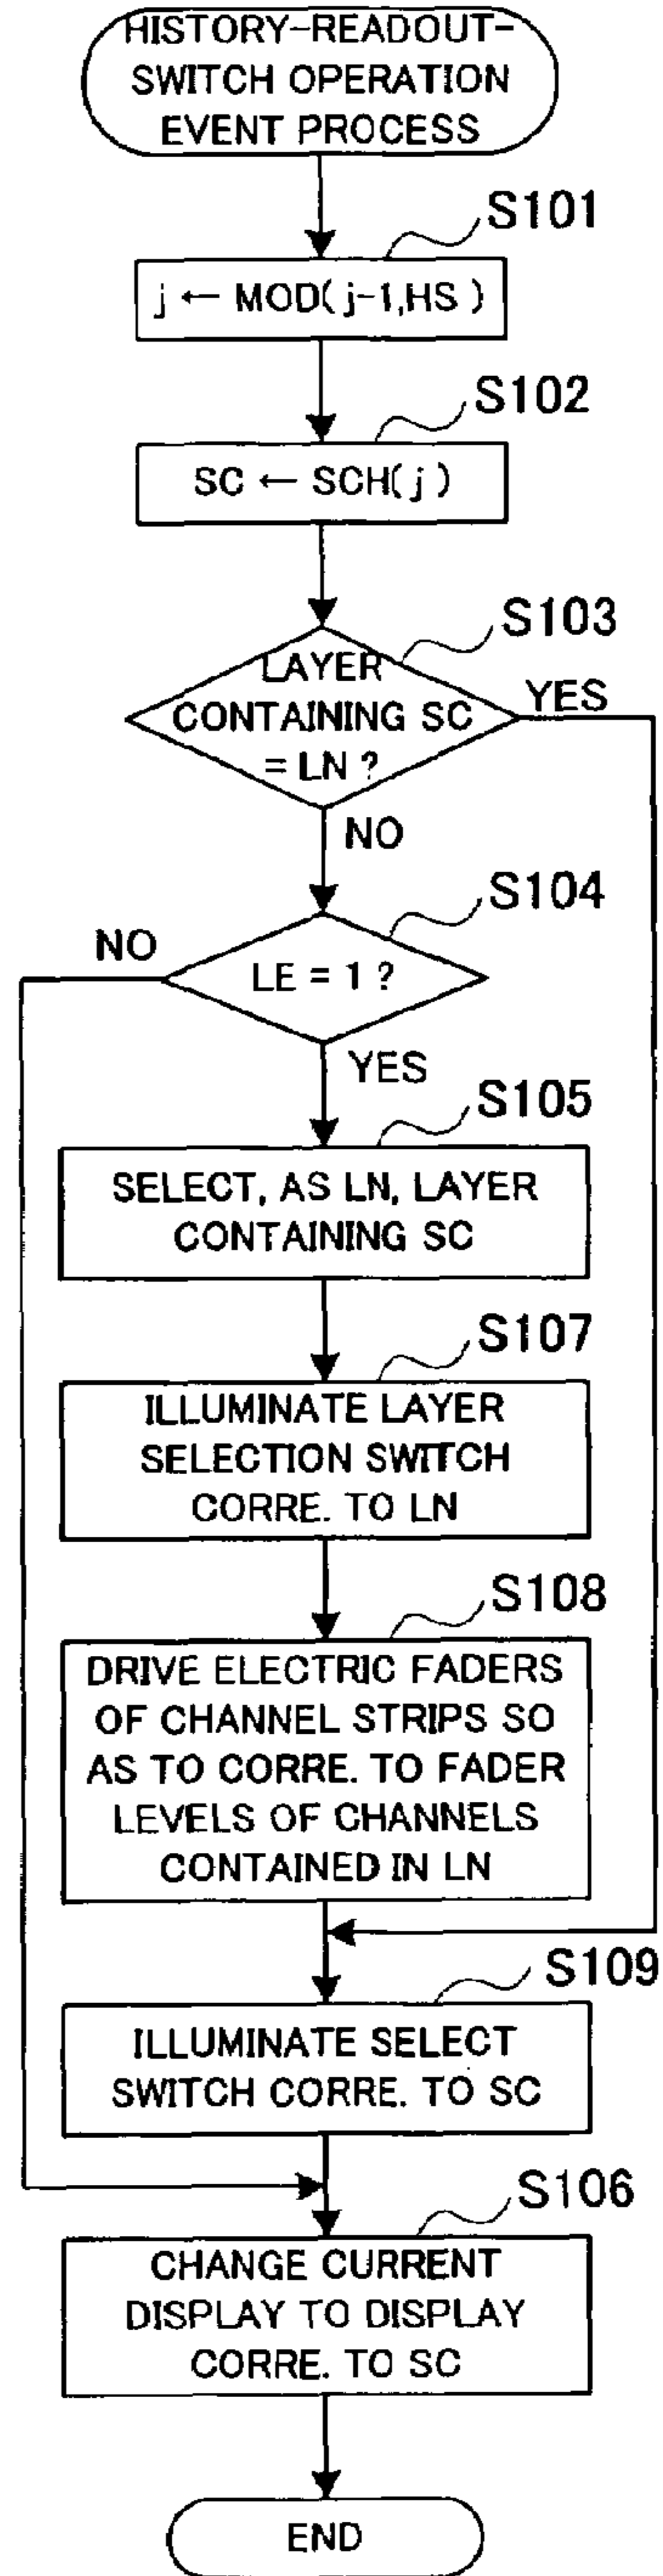 HISTORY-READOUT-
SWITCH OPERATION
EVENT PROCESS
S101
j ← MOD(j-1,HS)
S102
SC ← SCH(j)
S103
LAYER
CONTAINING SC
= LN ?
YES
NO
S104
NO
LE = 1 ?
YES
S105
SELECT, AS LN, LAYER
CONTAINING SC
S107
ILLUMINATE LAYER
SELECTION SWITCH
CORRE. TO LN
S108
DRIVE ELECTRIC FADERS
OF CHANNEL STRIPS SO
AS TO CORRE. TO FADER
LEVELS OF CHANNELS
CONTAINED IN LN
S109
ILLUMINATE SELECT
SWITCH CORRE. TO SC
S106
CHANGE CURRENT
DISPLAY TO DISPLAY
CORRE. TO SC
END